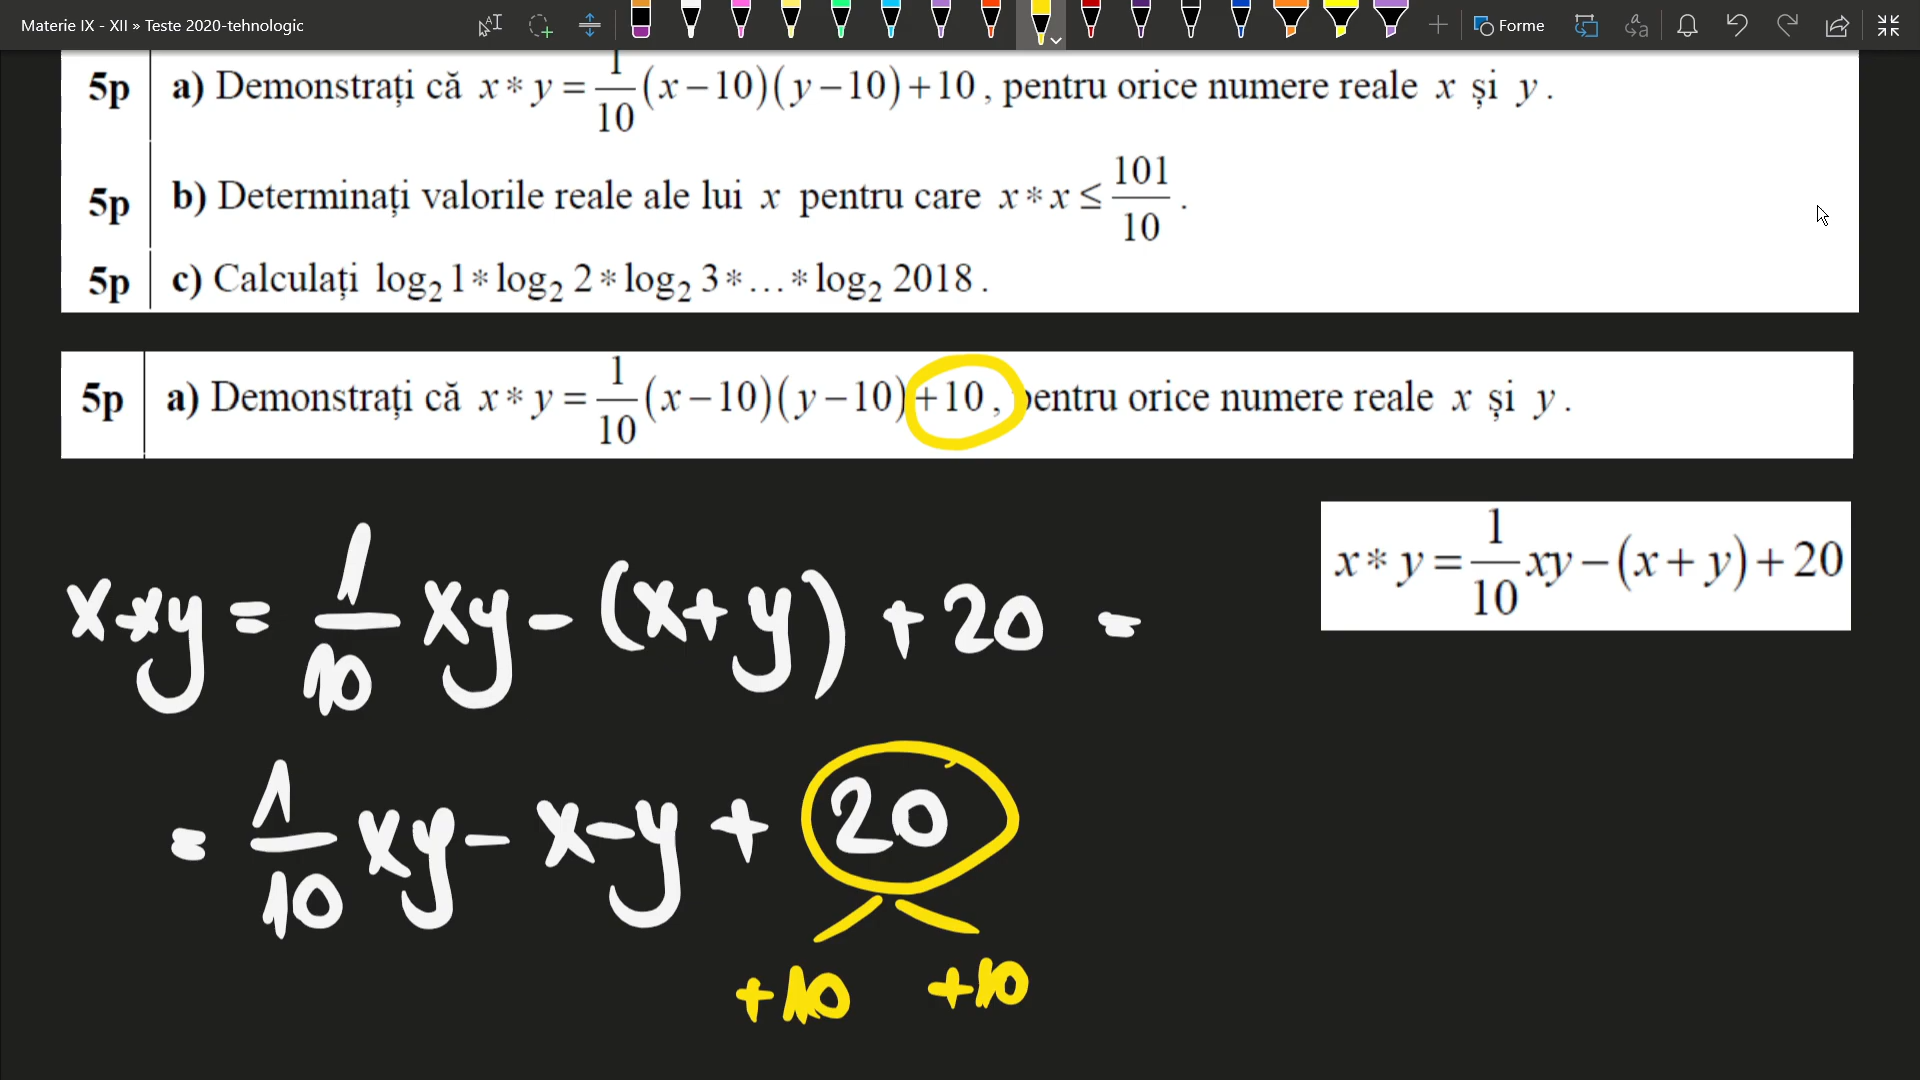 Materie IX - XII » Teste 2020-tehnologic
Forme
5p a) Demonstrați că x * y = 1/10 (x − 10)(y − 10) + 10, pentru orice numere reale x și y.
5p b) Determinați valorile reale ale lui x pentru care x * x ≤ 101/10.
5p c) Calculați log₂ 1 * log₂ 2 * log₂ 3 * … * log₂ 2018.
5p a) Demonstrați că x * y = 1/10 (x − 10)(y − 10) + 10, pentru orice numere reale x și y.
x * y = 1/10 xy − (x + y) + 20
x * y = 1/10 xy − (x + y) + 20 =
= 1/10 xy − x − y + 20
+10 +10